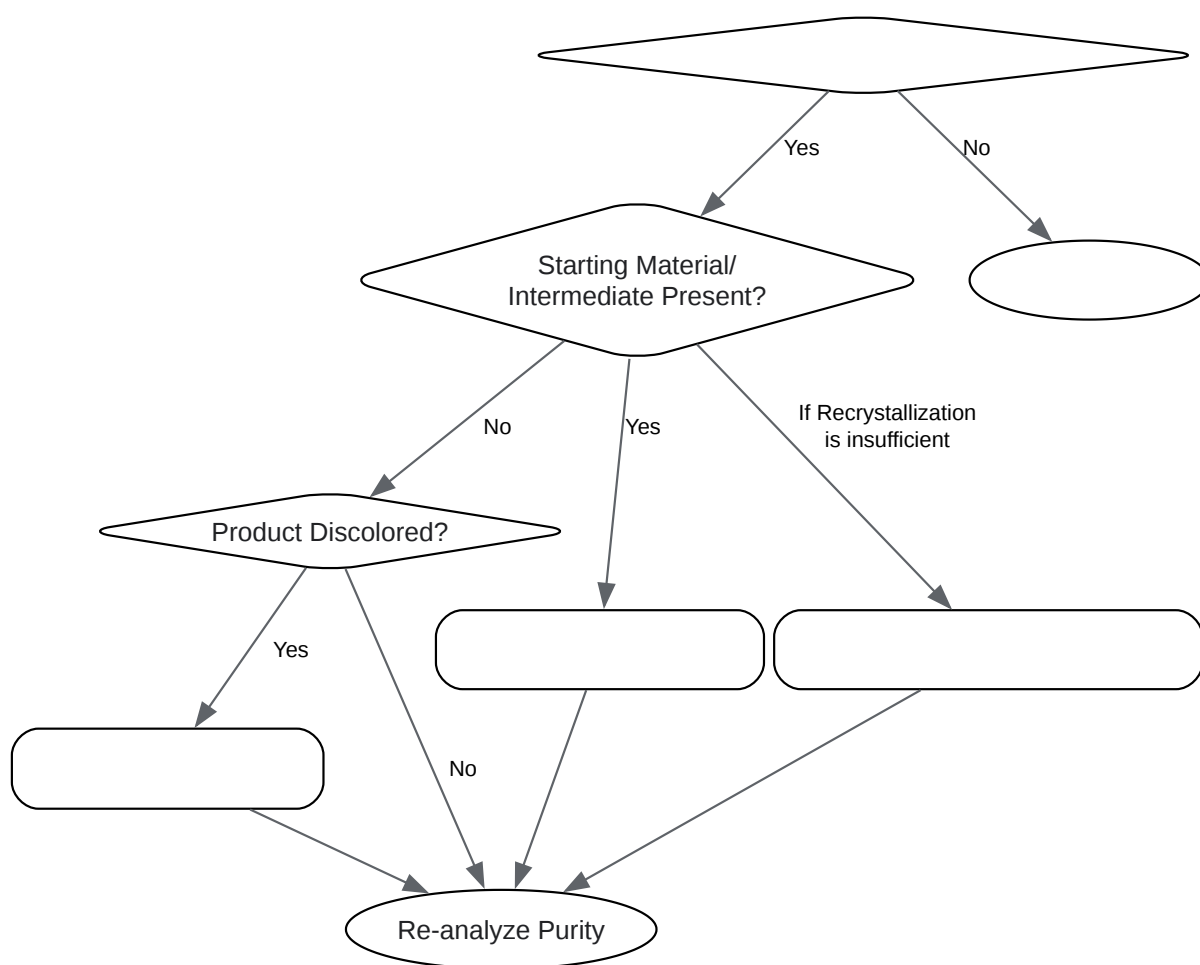 Yes
No
Starting Material/
Intermediate Present?
If Recrystallization
is insufficient
No
Yes
Product Discolored?
Yes
No
Re-analyze Purity